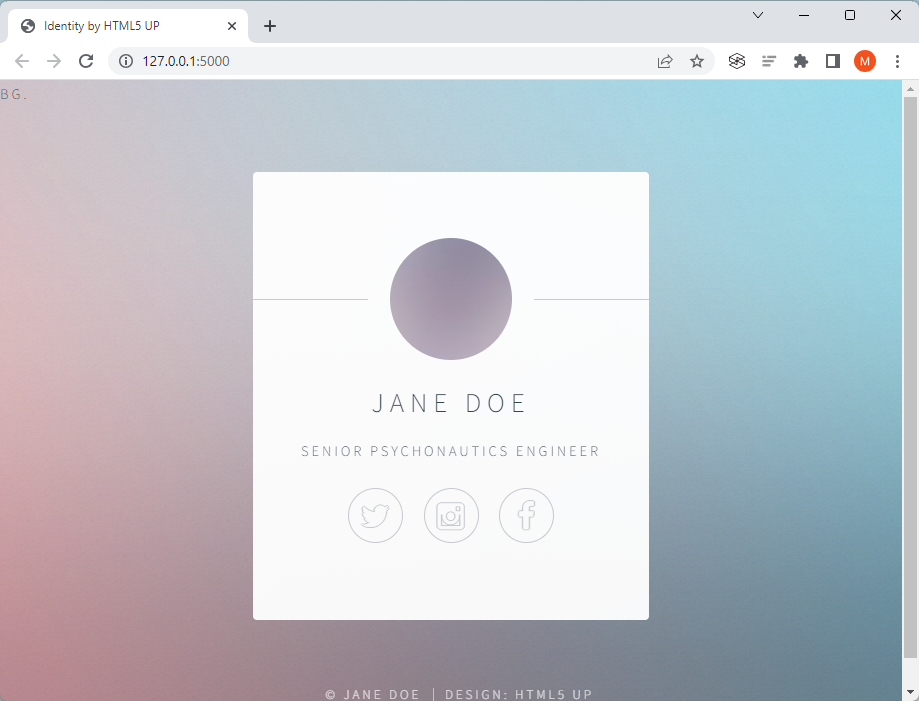 Identity by HTML5 UP
127.0.0.1:5000
M
BG.
JANE DOE
SENIOR PSYCHONAUTICS ENGINEER
© JANE DOE | DESIGN: HTML5 UP